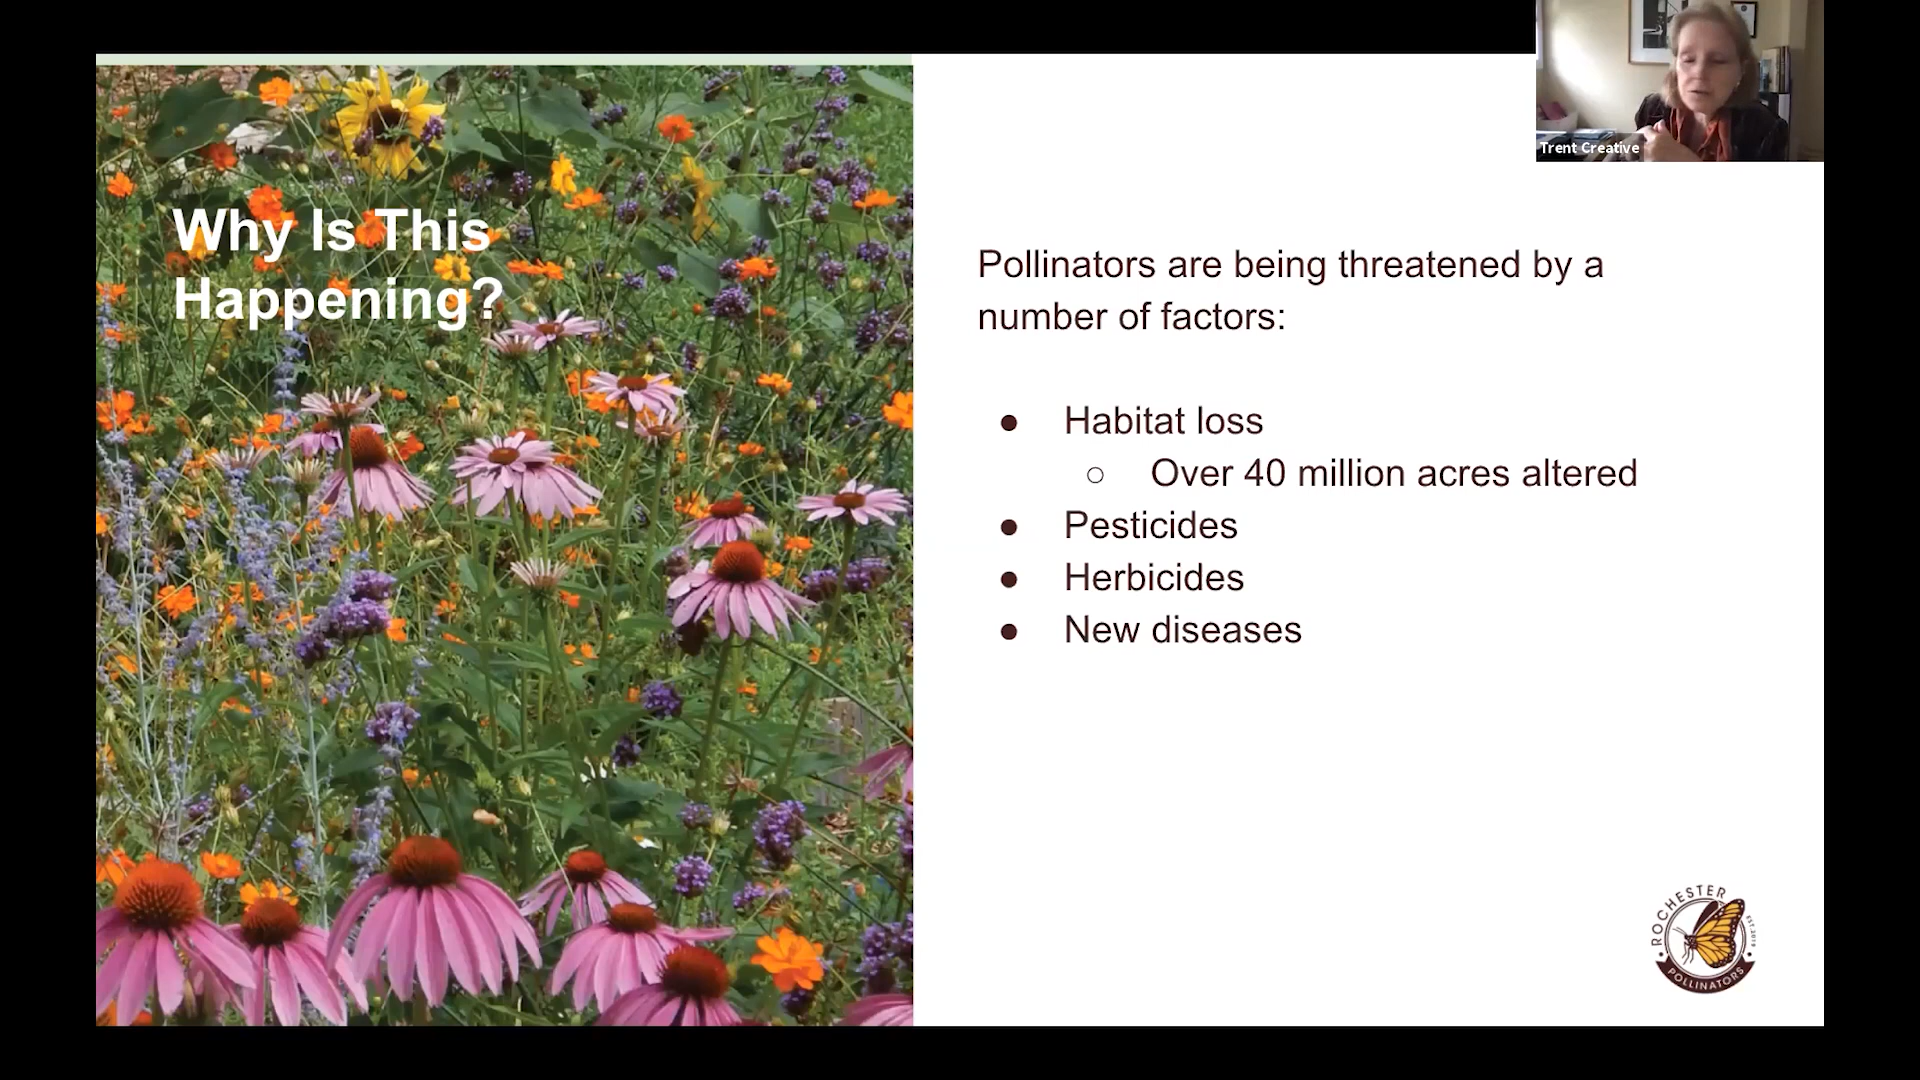 Trent Creative
Why Is This
Happening?
Pollinators are being threatened by a
number of factors:
● Habitat loss
○ Over 40 million acres altered
● Pesticides
● Herbicides
● New diseases
ROCHESTER
POLLINATORS